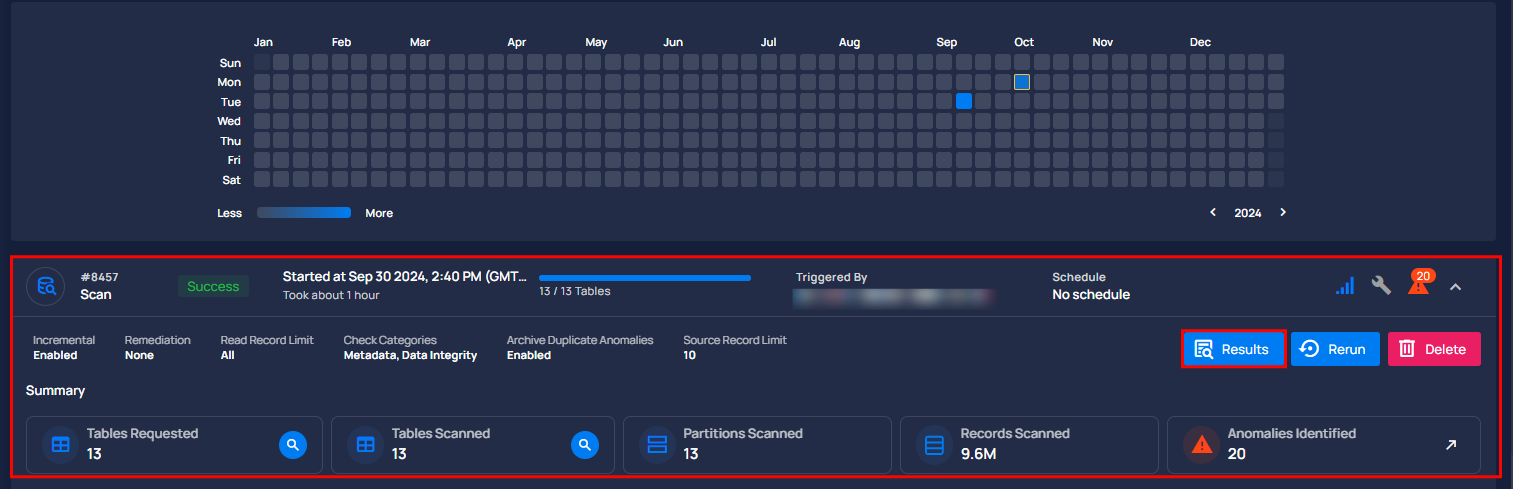 Jan Feb Mar Apr May Jun Jul Aug Sep Oct Nov Dec
Sun
Mon
Tue
Wed
Thu
Fri
Sat
Less More 2024
#8457
Scan
Success
Started at Sep 30 2024, 2:40 PM (GMT...
Took about 1 hour
13 / 13 Tables
Triggered By
Schedule
No schedule
20
Incremental
Enabled
Remediation
None
Read Record Limit
All
Check Categories
Metadata, Data Integrity
Archive Duplicate Anomalies
Enabled
Source Record Limit
10
Results
Rerun
Delete
Summary
Tables Requested
13
Tables Scanned
13
Partitions Scanned
13
Records Scanned
9.6M
Anomalies Identified
20